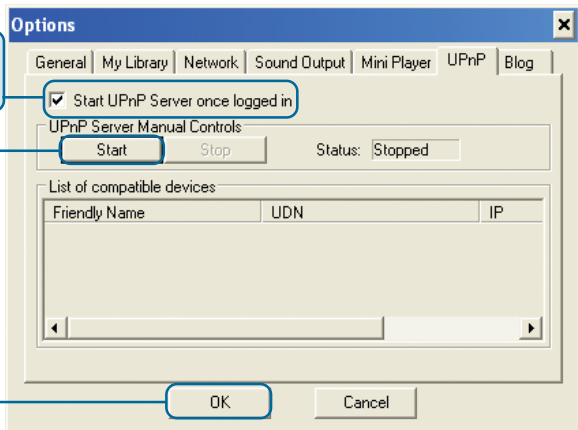 Options
General My Library Network Sound Output Mini Player UPnP Blog
Start UPnP Server once logged in
UPnP Server Manual Controls
Start Stop Status: Stopped
List of compatible devices
Friendly Name UDN IP
OK Cancel